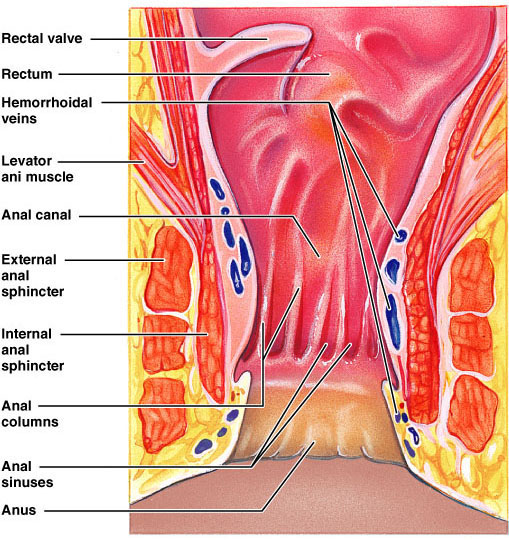 Rectal valve
Rectum
Hemorrhoidal
veins
Levator
ani muscle
Anal canal
External
anal
sphincter
Internal
anal
sphincter
Anal
columns
Anal
sinuses
Anus